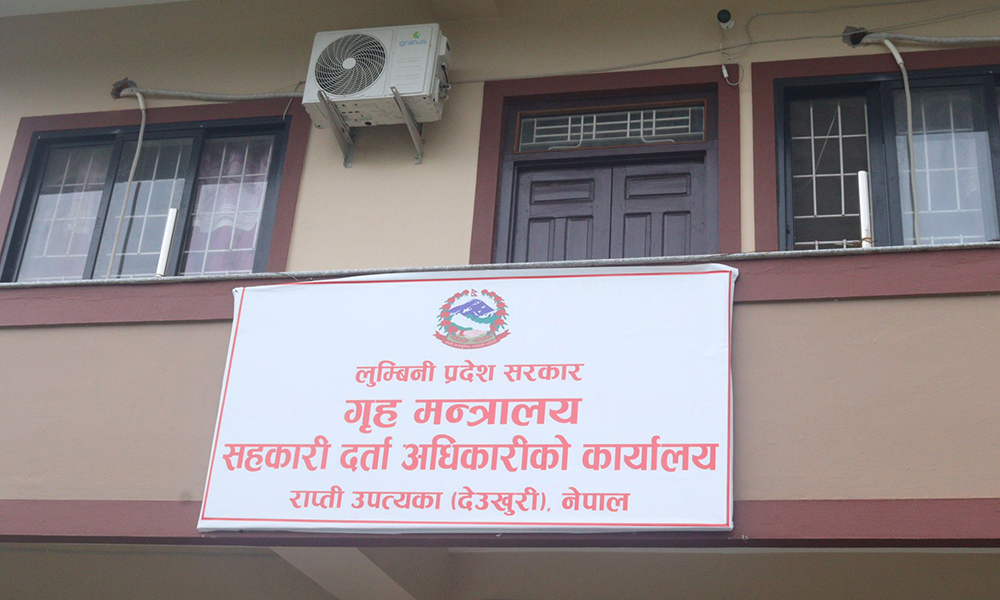 लुम्बिनी प्रदेश सरकार
गृह मन्त्रालय
सहकारी दर्ता अधिकारीको कार्यालय
राप्ती उपत्यका (देउखुरी), नेपाल